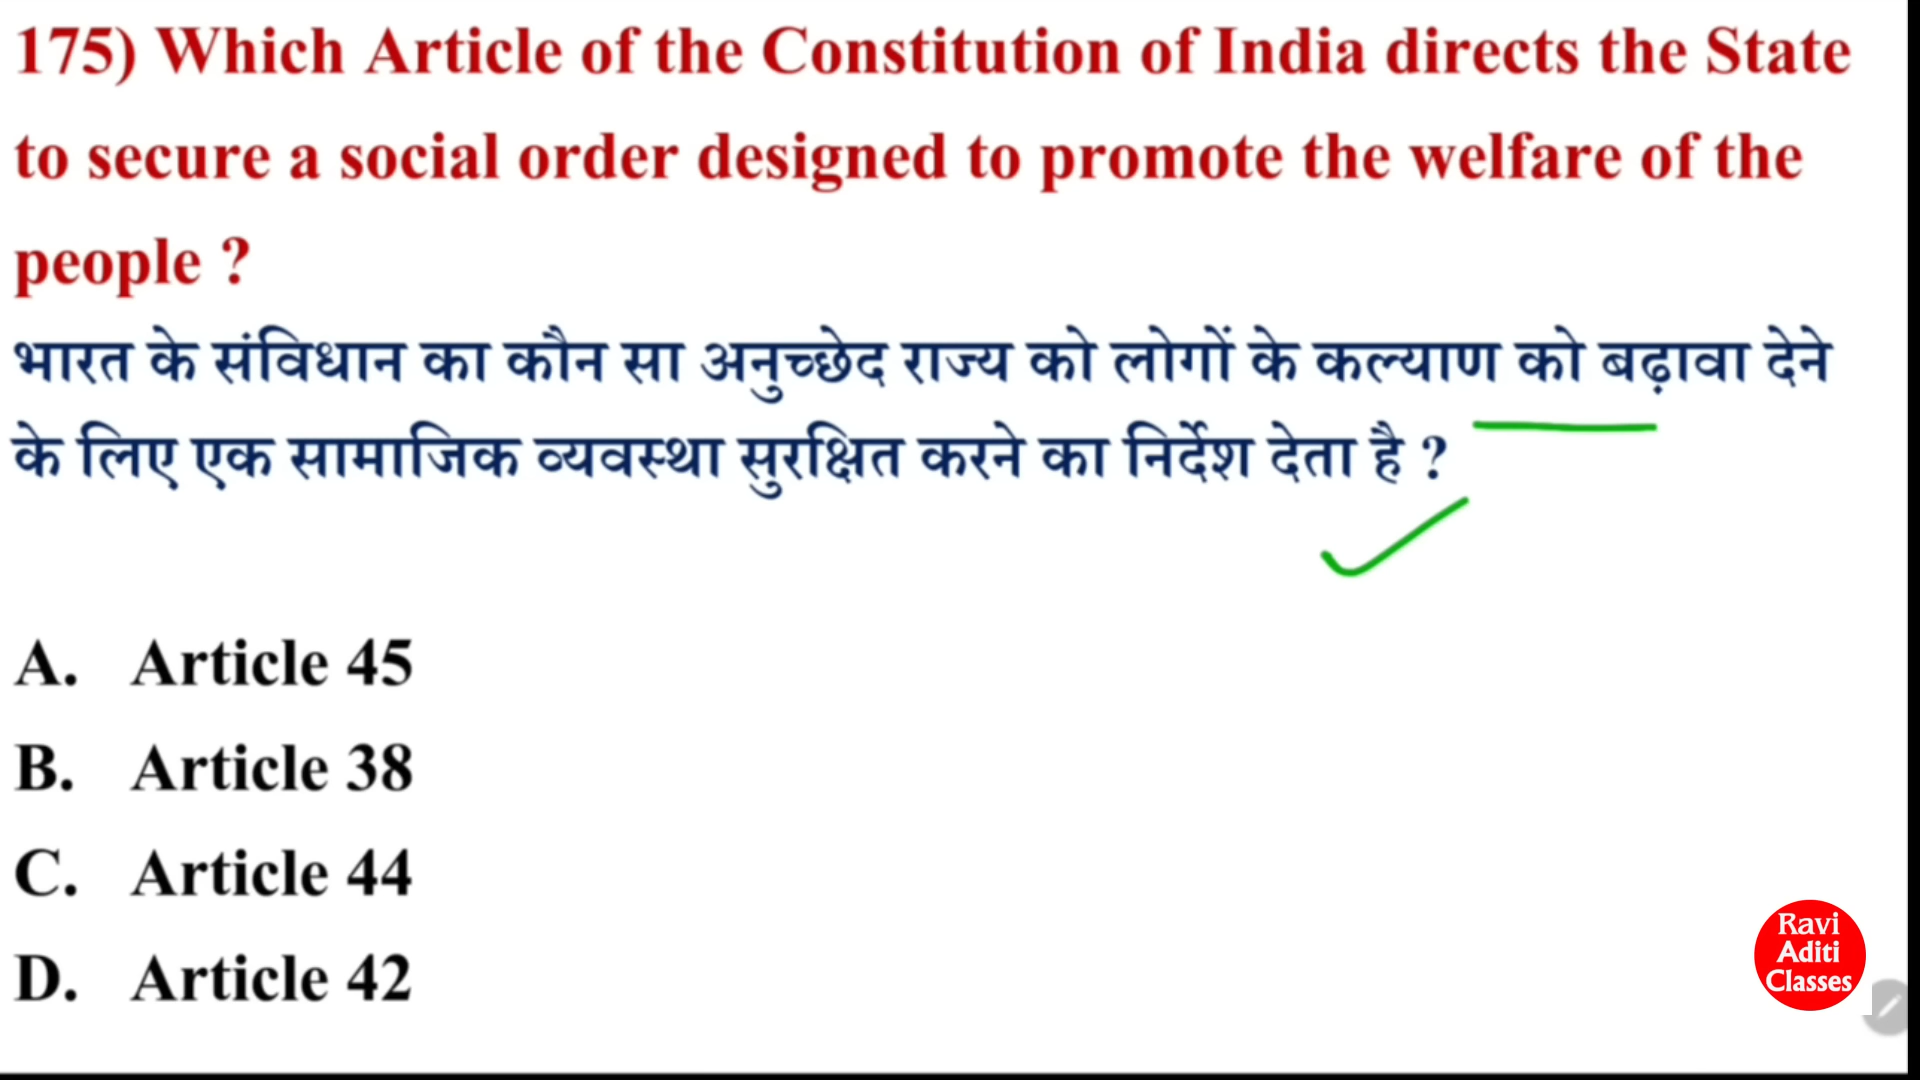 175) Which Article of the Constitution of India directs the State
to secure a social order designed to promote the welfare of the
people ?
भारत के संविधान का कौन सा अनुच्छेद राज्य को लोगों के कल्याण को बढ़ावा देने
के लिए एक सामाजिक व्यवस्था सुरक्षित करने का निर्देश देता है ?
A. Article 45
B. Article 38
C. Article 44
D. Article 42
Ravi
Aditi
Classes